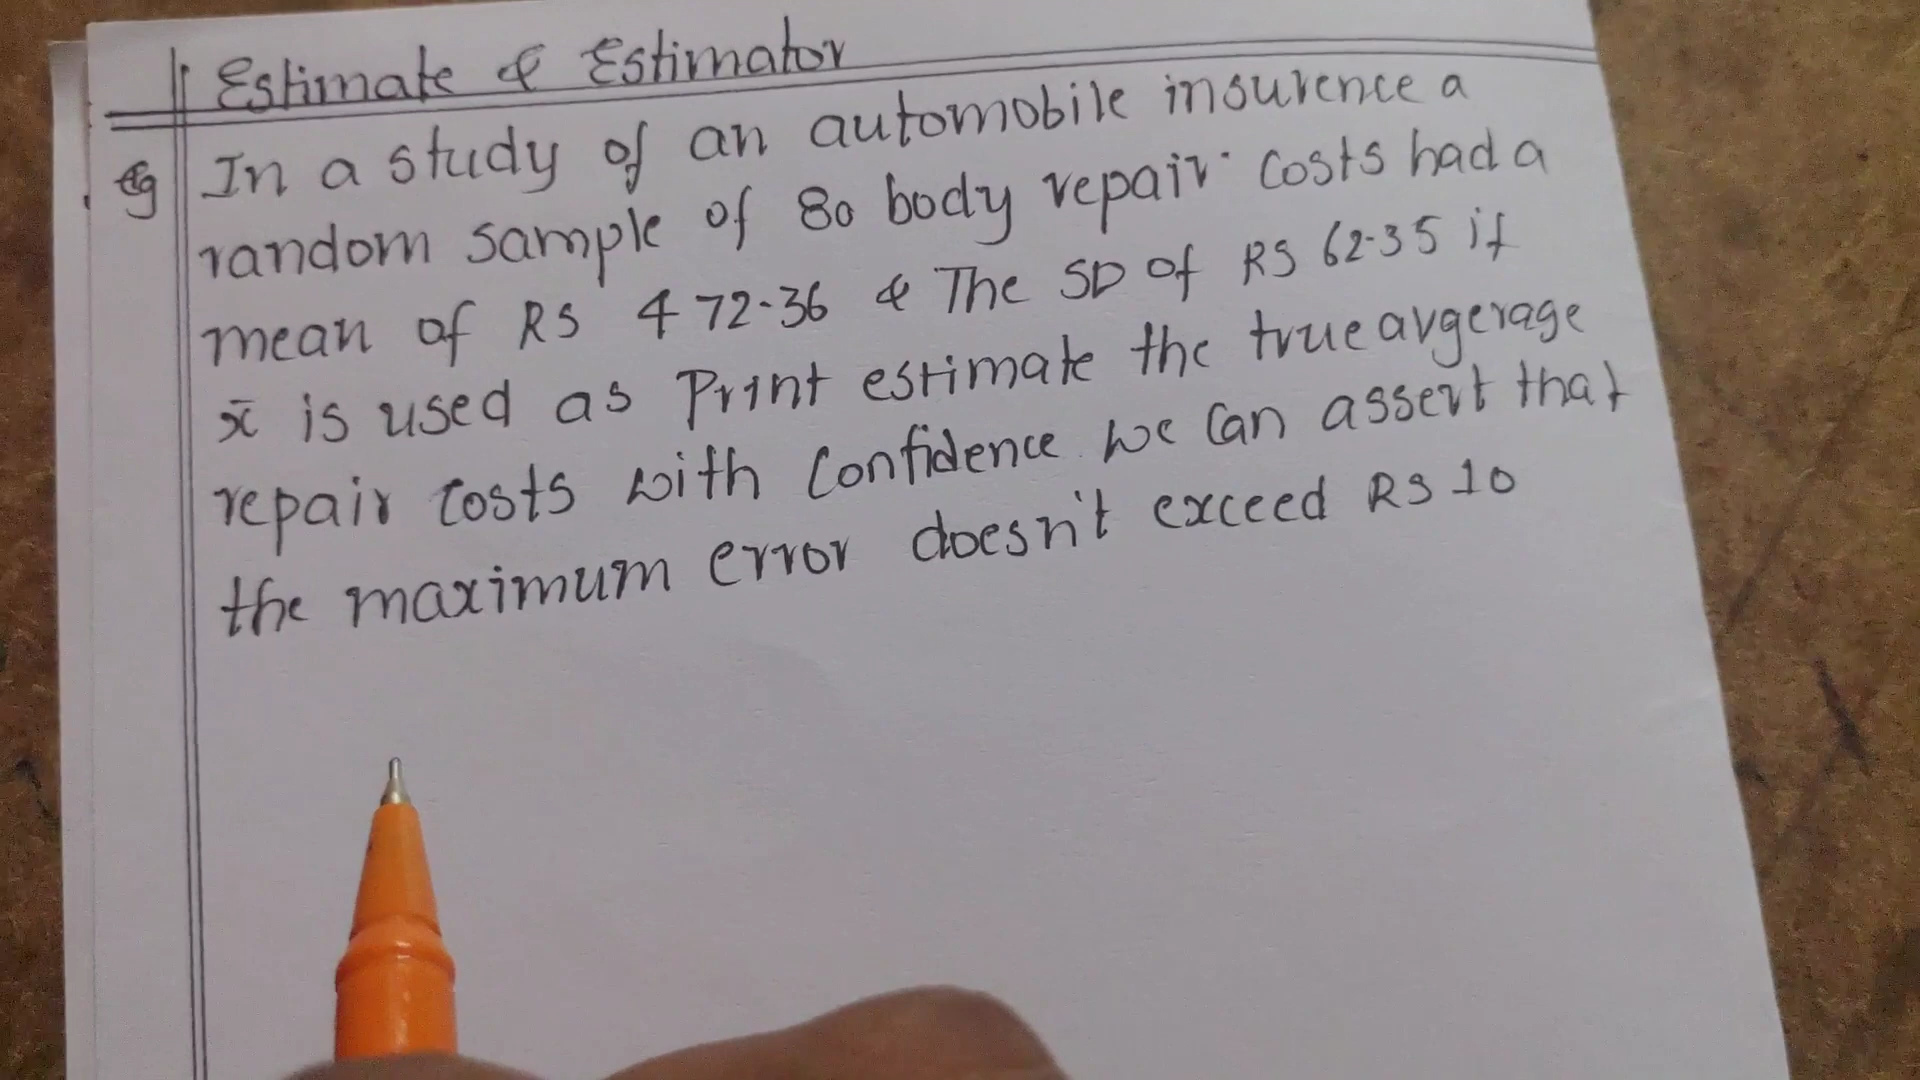 Estimate & Estimator
eg In a study of an automobile insurence a
random sample of 80 body repair costs had a
mean of RS 472.36 & The SD of RS 62.35 if
x̄ is used as Print estimate the true avgerage
repair costs with confidence we can assert that
the maximum error doesn't exceed RS 10